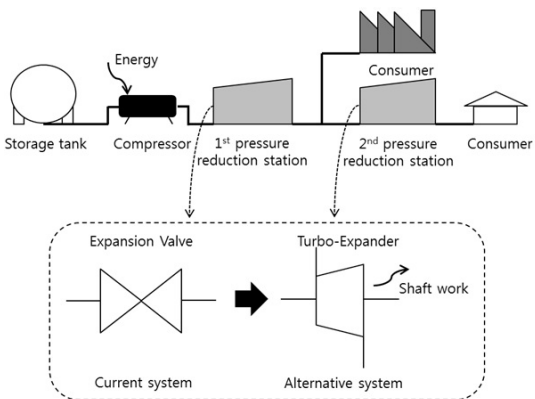 Energy
Consumer
Storage tank
Compressor
1st pressure
reduction station
2nd pressure
reduction station
Consumer
Expansion Valve
Turbo-Expander
Shaft work
Current system
Alternative system